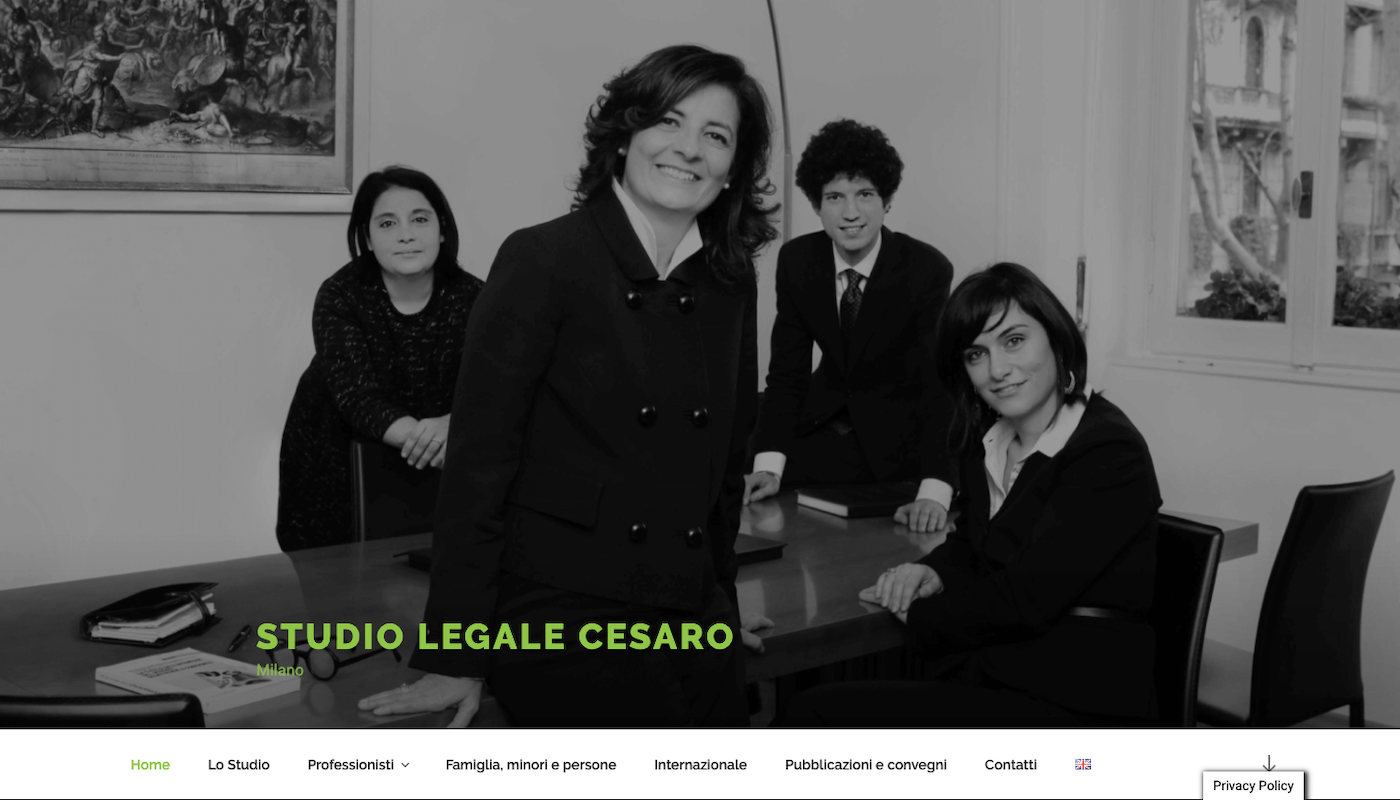 STUDIO LEGALE CESARO
Milano
Home
Lo Studio
Professionisti
Famiglia, minori e persone
Internazionale
Pubblicazioni e convegni
Contatti
Privacy Policy